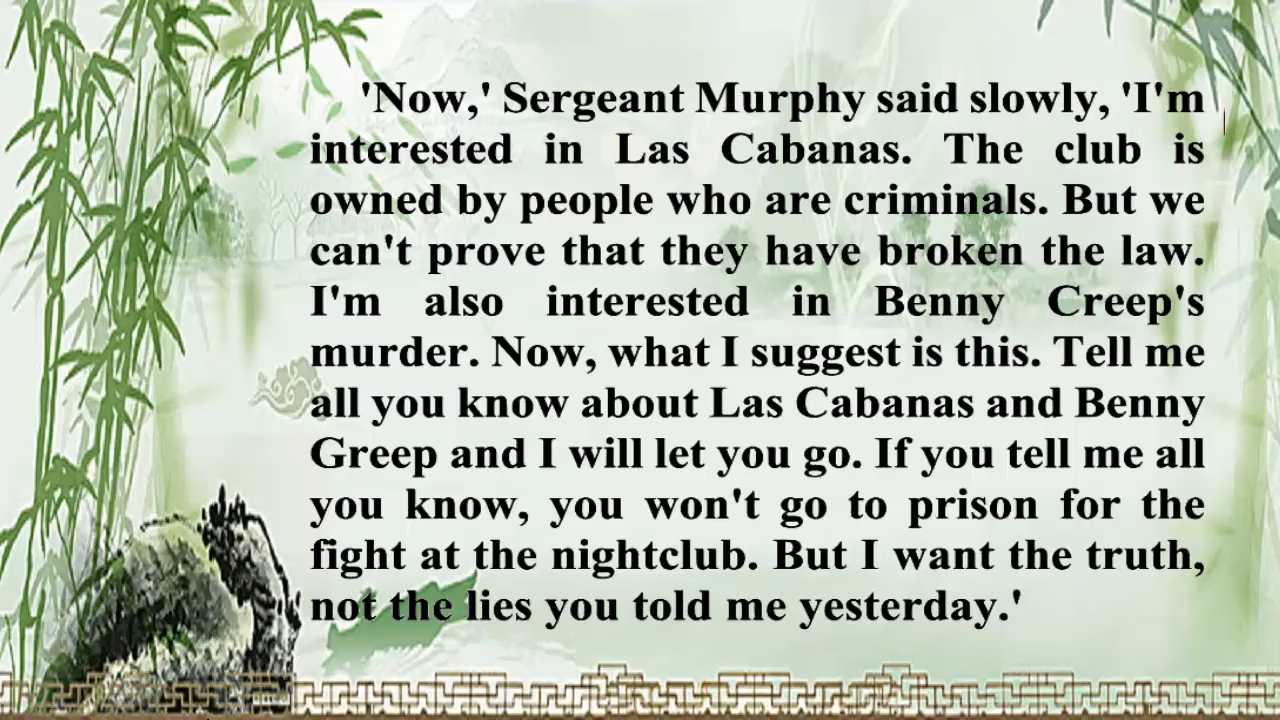 'Now,' Sergeant Murphy said slowly, 'I'm
interested in Las Cabanas. The club is
owned by people who are criminals. But we
can't prove that they have broken the law.
I'm also interested in Benny Creep's
murder. Now, what I suggest is this. Tell me
all you know about Las Cabanas and Benny
Greep and I will let you go. If you tell me all
you know, you won't go to prison for the
fight at the nightclub. But I want the truth,
not the lies you told me yesterday.'